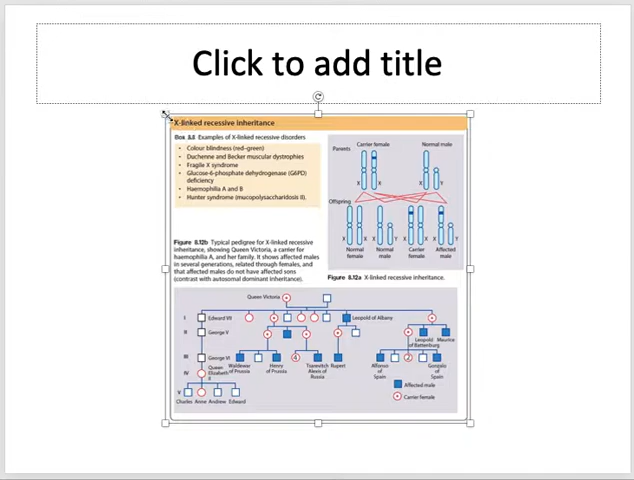 Click to add title
X-linked recessive inheritance
Box 8.8 Examples of X-linked recessive disorders
• Colour blindness (red–green)
• Duchenne and Becker muscular dystrophies
• Fragile X syndrome
• Glucose-6-phosphate dehydrogenase (G6PD)
deficiency
• Haemophilia A and B
• Hunter syndrome (mucopolysaccharidosis II).
Parents
Carrier female
Normal male
X X X Y
Offspring
X X X Y X X X Y
Normal
female
Normal
male
Carrier
female
Affected
male
Figure 8.12a X-linked recessive inheritance.
Figure 8.12b Typical pedigree for X-linked recessive
inheritance, showing Queen Victoria, a carrier for
haemophilia A, and her family. It shows affected males
in several generations, related through females, and
that affected males do not have affected sons
(contrast with autosomal dominant inheritance).
Queen Victoria
I Edward VII Leopold of Albany
II George V Leopold
of Battenburg
Maurice
III George VI Waldewar
of Prussia
Henry
of Prussia
4
Tsarevitch
Alexis of
Russia
Rupert
Alfonso
of
Spain
2
Gonzalo
of
Spain
IV Queen
Elizabeth
II
V Charles Anne Andrew Edward
Affected male
Carrier female